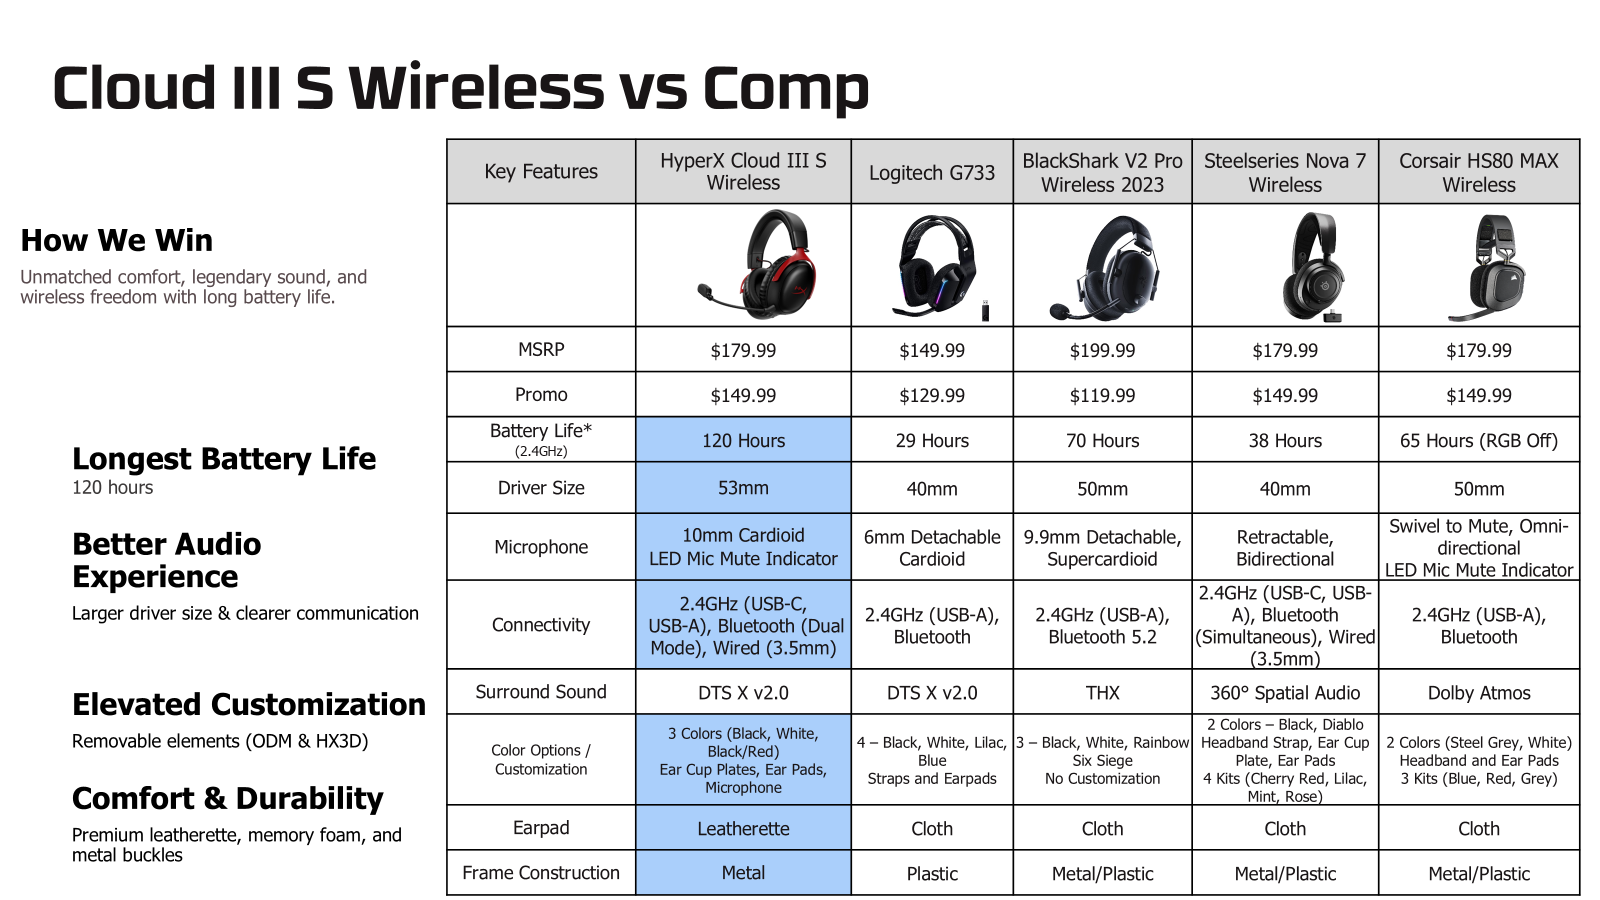 Cloud III S Wireless vs Comp
How We Win
Unmatched comfort, legendary sound, and
wireless freedom with long battery life.
Longest Battery Life
120 hours
Better Audio
Experience
Larger driver size & clearer communication
Elevated Customization
Removable elements (ODM & HX3D)
Comfort & Durability
Premium leatherette, memory foam, and
metal buckles
Key Features
HyperX Cloud III S
Wireless
Logitech G733
BlackShark V2 Pro
Wireless 2023
Steelseries Nova 7
Wireless
Corsair HS80 MAX
Wireless
MSRP
$179.99
$149.99
$199.99
$179.99
$179.99
Promo
$149.99
$129.99
$119.99
$149.99
$149.99
Battery Life*
(2.4GHz)
120 Hours
29 Hours
70 Hours
38 Hours
65 Hours (RGB Off)
Driver Size
53mm
40mm
50mm
40mm
50mm
Microphone
10mm Cardioid
LED Mic Mute Indicator
6mm Detachable
Cardioid
9.9mm Detachable,
Supercardioid
Retractable,
Bidirectional
Swivel to Mute, Omni-
directional
LED Mic Mute Indicator
Connectivity
2.4GHz (USB-C,
USB-A), Bluetooth (Dual
Mode), Wired (3.5mm)
2.4GHz (USB-A),
Bluetooth
2.4GHz (USB-A),
Bluetooth 5.2
2.4GHz (USB-C, USB-
A), Bluetooth
(Simultaneous), Wired
(3.5mm)
2.4GHz (USB-A),
Bluetooth
Surround Sound
DTS X v2.0
DTS X v2.0
THX
360° Spatial Audio
Dolby Atmos
Color Options /
Customization
3 Colors (Black, White,
Black/Red)
Ear Cup Plates, Ear Pads,
Microphone
4 – Black, White, Lilac,
Blue
Straps and Earpads
3 – Black, White, Rainbow
Six Siege
No Customization
2 Colors – Black, Diablo
Headband Strap, Ear Cup
Plate, Ear Pads
4 Kits (Cherry Red, Lilac,
Mint, Rose)
2 Colors (Steel Grey, White)
Headband and Ear Pads
3 Kits (Blue, Red, Grey)
Earpad
Leatherette
Cloth
Cloth
Cloth
Cloth
Frame Construction
Metal
Plastic
Metal/Plastic
Metal/Plastic
Metal/Plastic